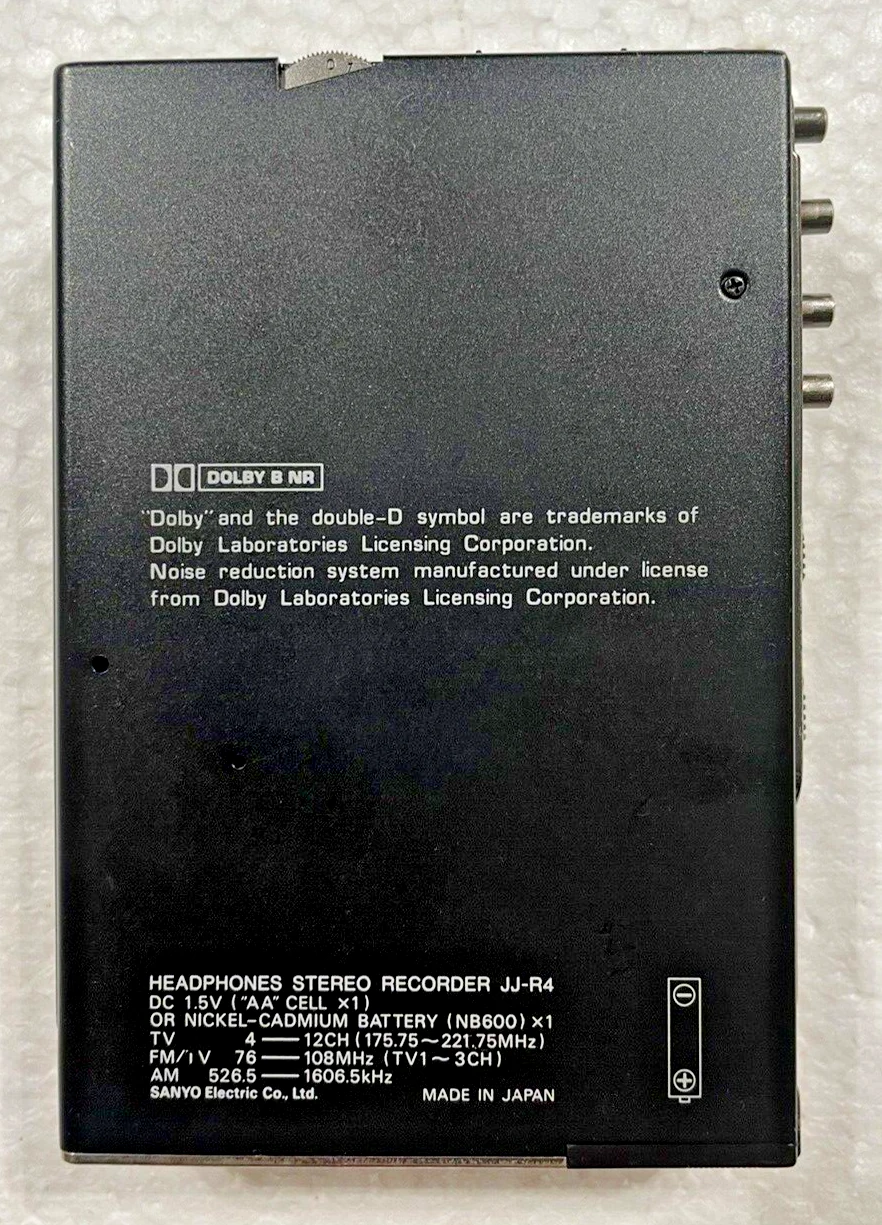 0
DOLBY B NR
"Dolby" and the double-D symbol are trademarks of
Dolby Laboratories Licensing Corporation.
Noise reduction system manufactured under license
from Dolby Laboratories Licensing Corporation.
HEADPHONES STEREO RECORDER JJ-R4
DC 1.5V ("AA" CELL ×1)
OR NICKEL-CADMIUM BATTERY (NB600) ×1
TV 4 — 12CH (175.75~221.75MHz)
FM/TV 76 — 108MHz (TV1~3CH)
AM 526.5 — 1606.5kHz
SANYO Electric Co., Ltd. MADE IN JAPAN
⊖
⊕